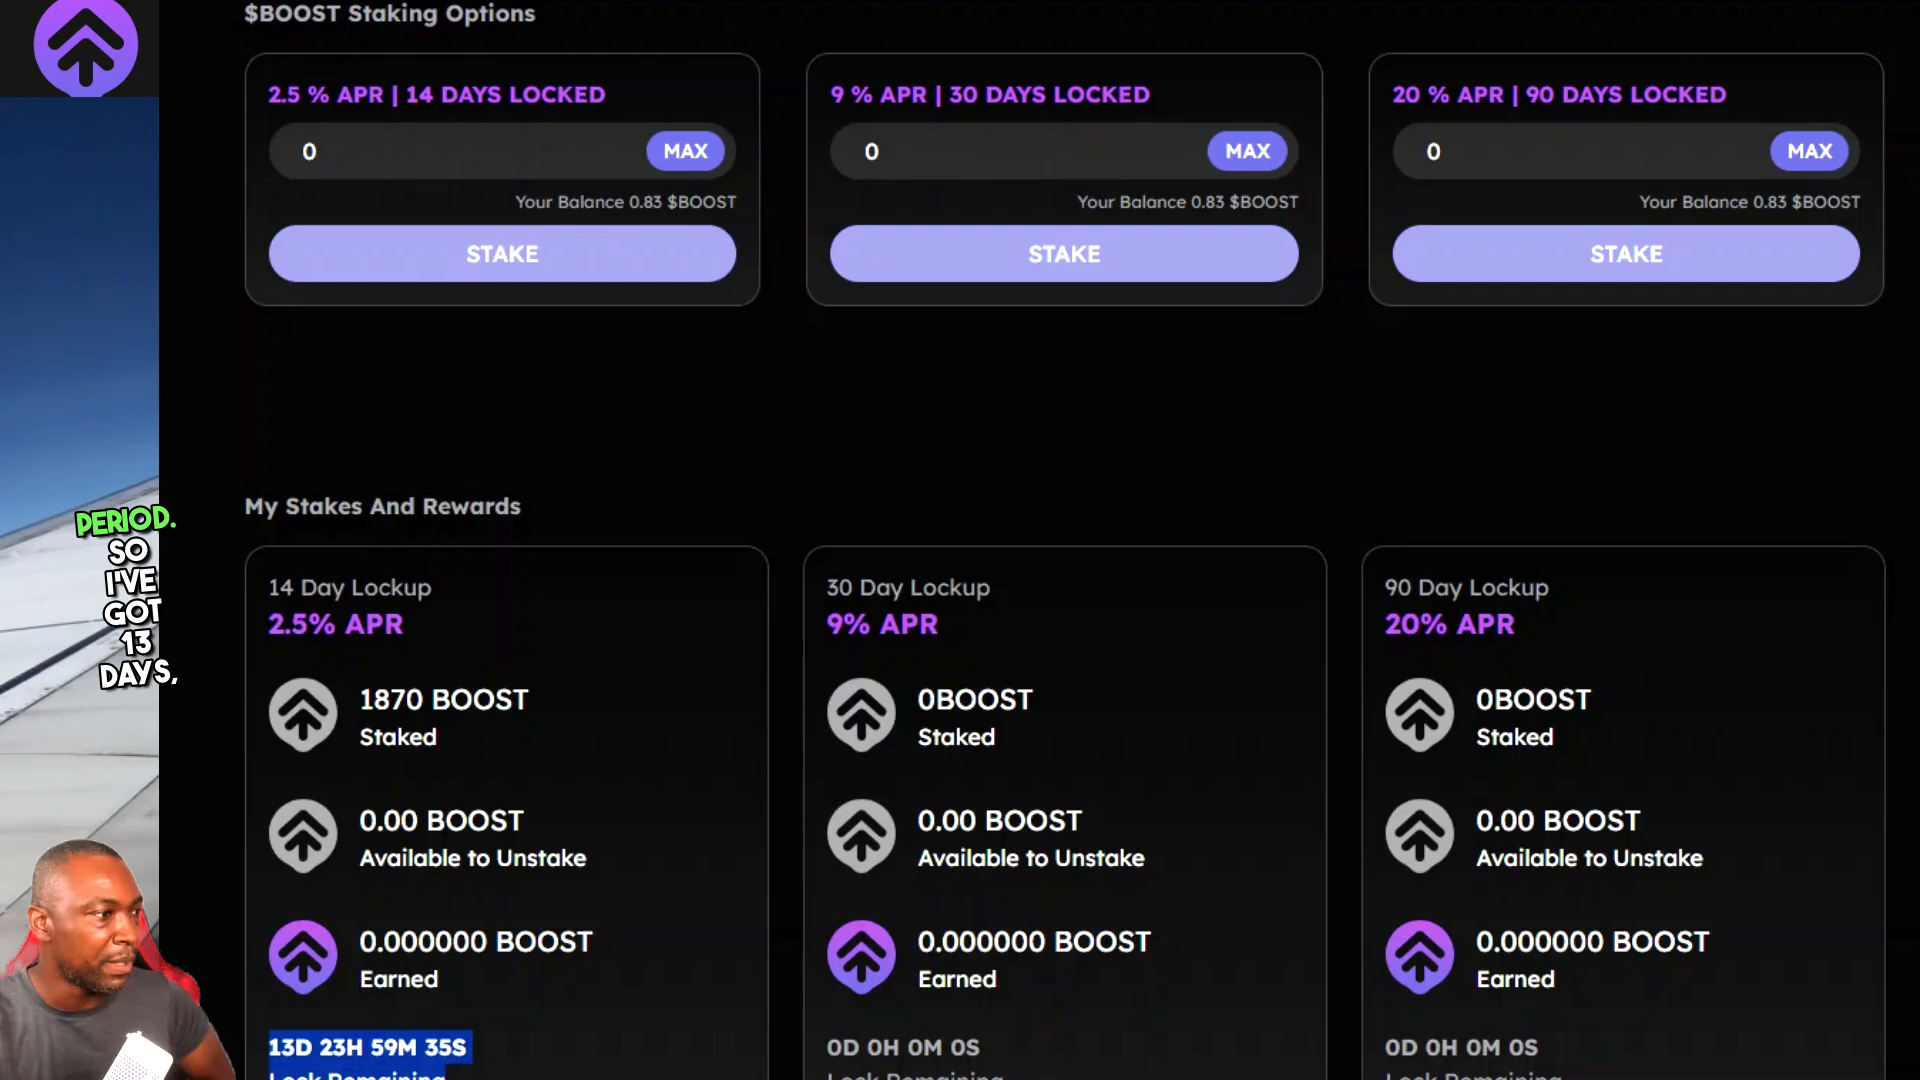 $BOOST Staking Options
2.5 % APR | 14 DAYS LOCKED
0
MAX
Your Balance 0.83 $BOOST
STAKE
9 % APR | 30 DAYS LOCKED
0
MAX
Your Balance 0.83 $BOOST
STAKE
20 % APR | 90 DAYS LOCKED
0
MAX
Your Balance 0.83 $BOOST
STAKE
PERIOD.
SO
I'VE
GOT
13
DAYS,
My Stakes And Rewards
14 Day Lockup
2.5% APR
1870 BOOST
Staked
0.00 BOOST
Available to Unstake
0.000000 BOOST
Earned
13D 23H 59M 35S
Lock Remaining
30 Day Lockup
9% APR
0BOOST
Staked
0.00 BOOST
Available to Unstake
0.000000 BOOST
Earned
0D 0H 0M 0S
Lock Remaining
90 Day Lockup
20% APR
0BOOST
Staked
0.00 BOOST
Available to Unstake
0.000000 BOOST
Earned
0D 0H 0M 0S
Lock Remaining